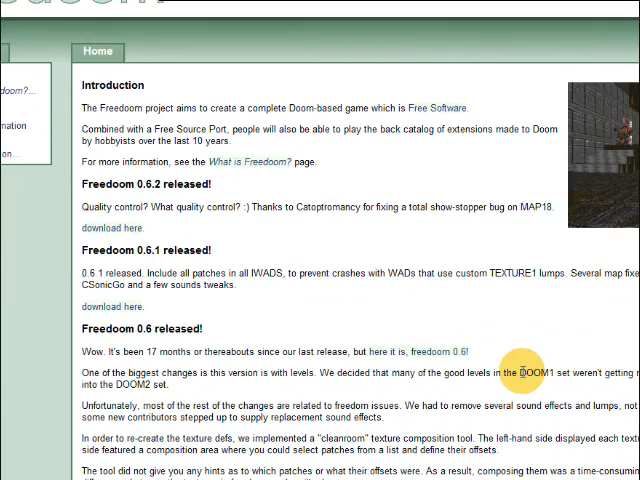 Home
doom?...
Introduction
The Freedoom project aims to create a complete Doom-based game which is Free Software.
Combined with a Free Source Port, people will also be able to play the back catalog of extensions made to Doom
by hobbyists over the last 10 years.
mation
on...
For more information, see the What is Freedoom? page.
Freedoom 0.6.2 released!
Quality control? What quality control? :) Thanks to Catoptromancy for fixing a total show-stopper bug on MAP18.
download here.
Freedoom 0.6.1 released!
0.6.1 released. Include all patches in all IWADS, to prevent crashes with WADs that use custom TEXTURE1 lumps. Several map fixe
CSonicGo and a few sounds tweaks.
download here.
Freedoom 0.6 released!
Wow. It's been 17 months or thereabouts since our last release, but here it is, freedoom 0.6!
One of the biggest changes is this version is with levels. We decided that many of the good levels in the DOOM1 set weren't getting
into the DOOM2 set.
Unfortunately, most of the rest of the changes are related to freedom issues. We had to remove several sound effects and lumps, not
some new contributors stepped up to supply replacement sound effects.
In order to re-create the texture defs, we implemented a "cleanroom" texture composition tool. The left-hand side displayed each text
side featured a composition area where you could select patches from a list and define their offsets.
The tool did not give you any hints as to which patches or what their offsets were. As a result, composing them was a time-consuming